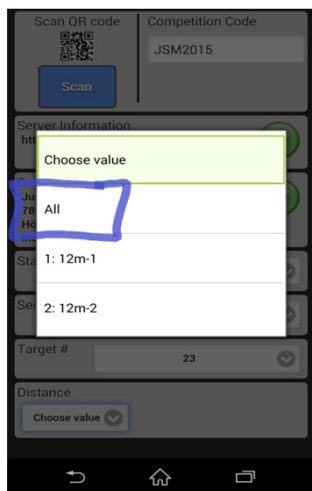 Scan QR code
Competition Code
JSM2015
Scan
Server Information
Choose value
All
1: 12m-1
2: 12m-2
Target #
23
Distance
Choose value